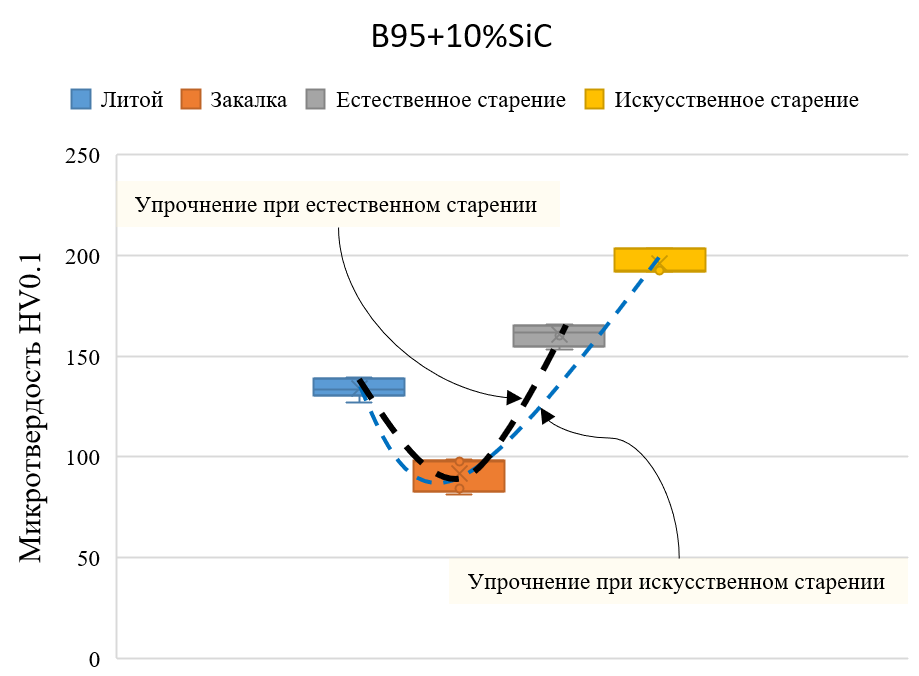 В95+10%SiC
Литой
Закалка
Естественное старение
Искусственное старение
250
Упрочнение при естественном старении
200
150
100
50
0
Микротвердость HV0.1
Упрочнение при искусственном старении